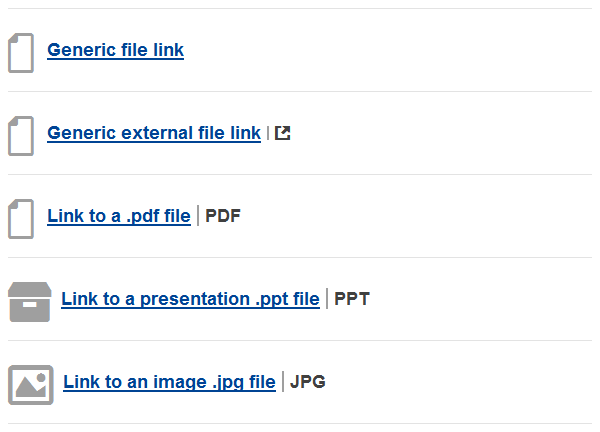 Generic file link
Generic external file link |
Link to a .pdf file | PDF
Link to a presentation .ppt file | PPT
Link to an image .jpg file | JPG